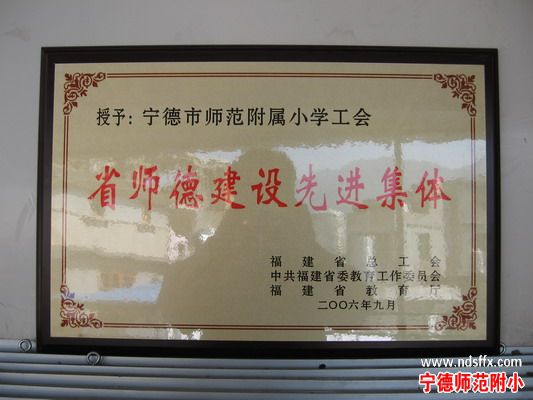 授予：宁德市师范附属小学工会
省师德建设先进集体
福建省总工会
中共福建省委教育工作委员会
福建省教育厅
二〇〇六年九月
www.ndsffx.com
宁德师范附小